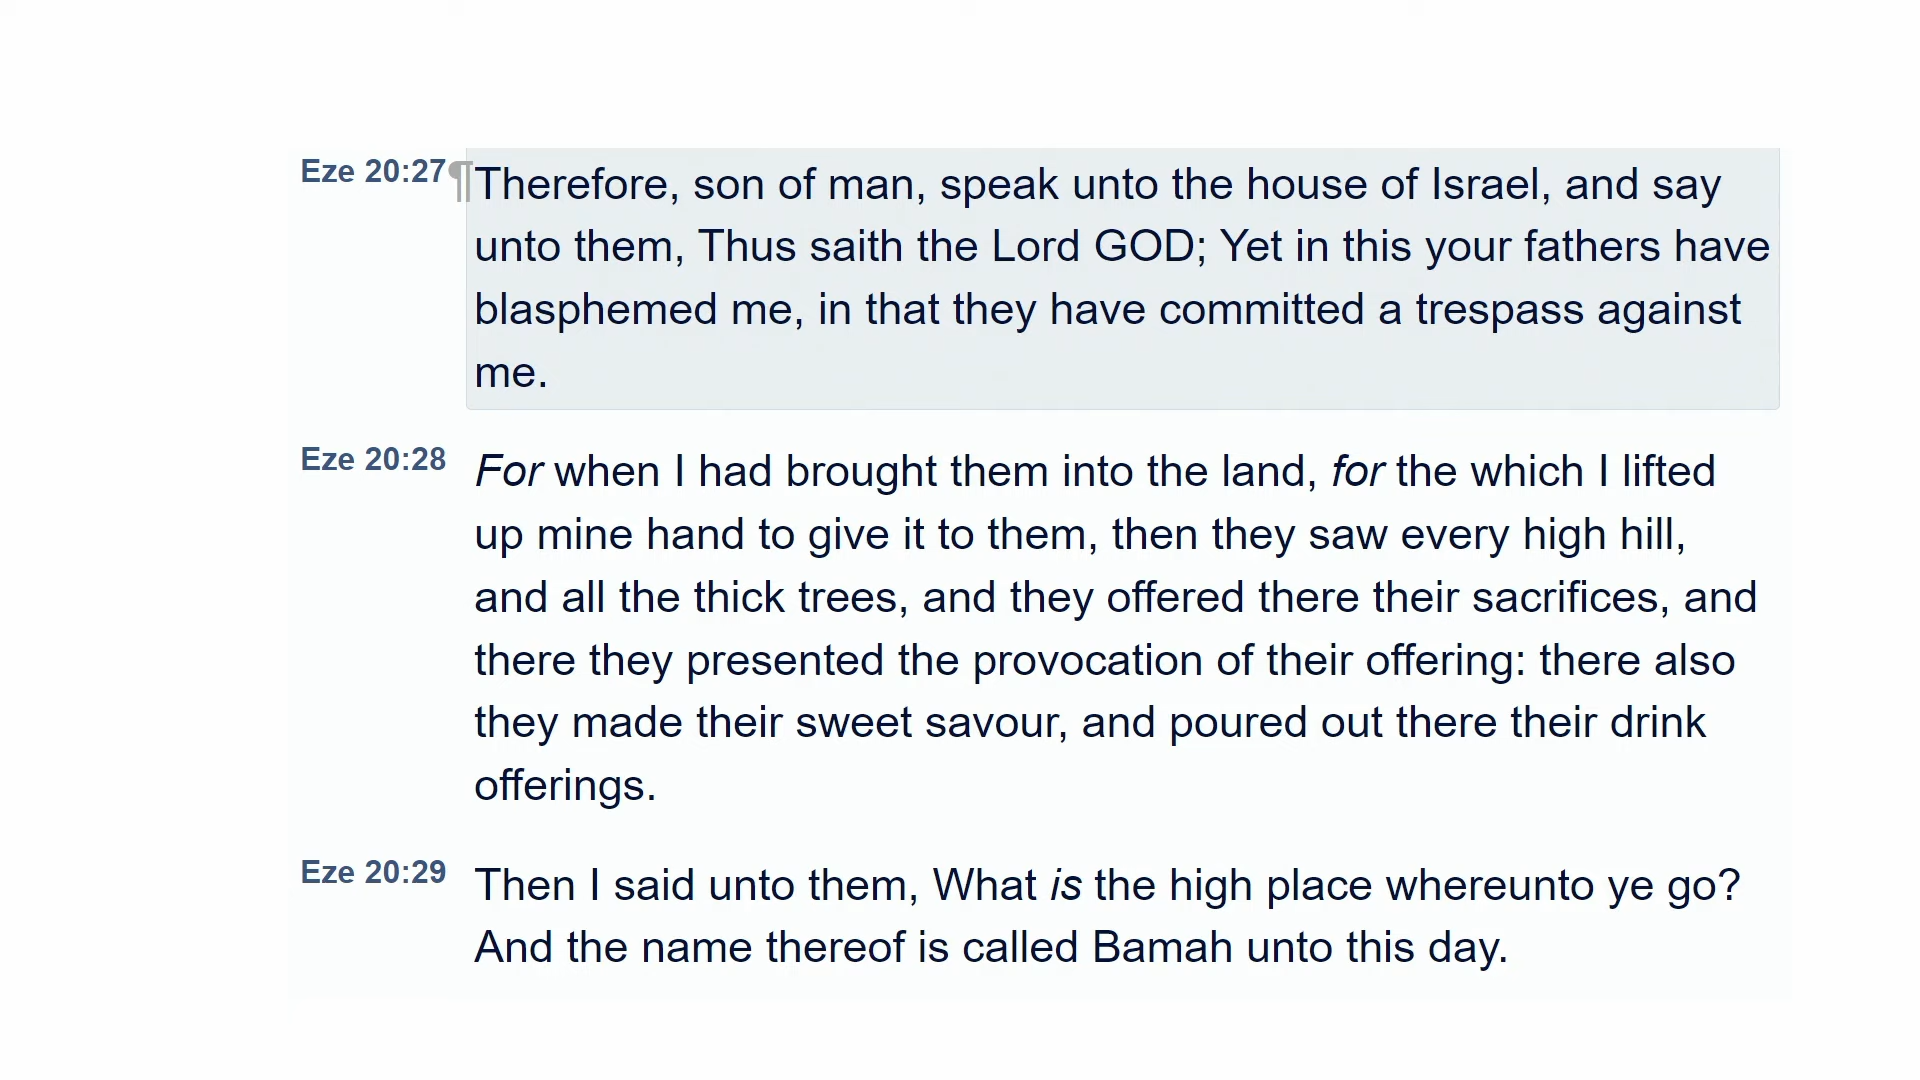 Eze 20:27 ¶Therefore, son of man, speak unto the house of Israel, and say
unto them, Thus saith the Lord GOD; Yet in this your fathers have
blasphemed me, in that they have committed a trespass against
me.
Eze 20:28 For when I had brought them into the land, for the which I lifted
up mine hand to give it to them, then they saw every high hill,
and all the thick trees, and they offered there their sacrifices, and
there they presented the provocation of their offering: there also
they made their sweet savour, and poured out there their drink
offerings.
Eze 20:29 Then I said unto them, What is the high place whereunto ye go?
And the name thereof is called Bamah unto this day.